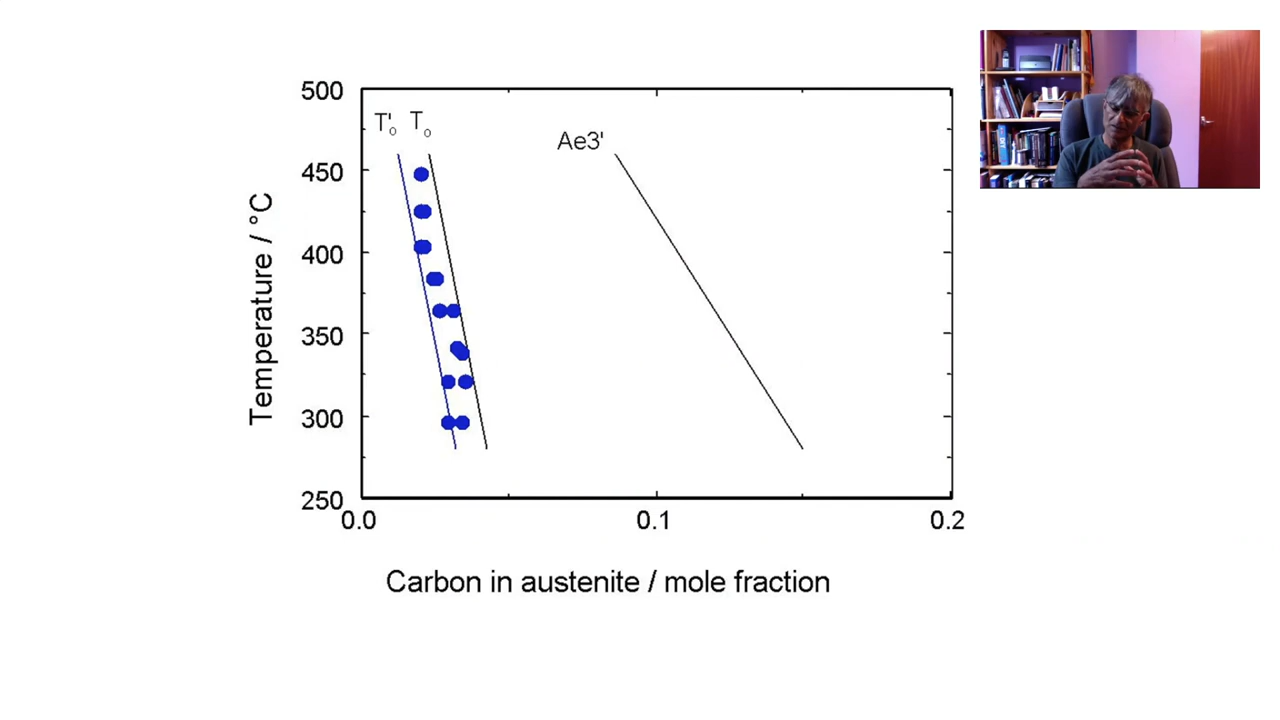 500
T'o To
Ae3'
450
400
350
300
250
0.0
0.1
0.2
Temperature / °C
Carbon in austenite / mole fraction